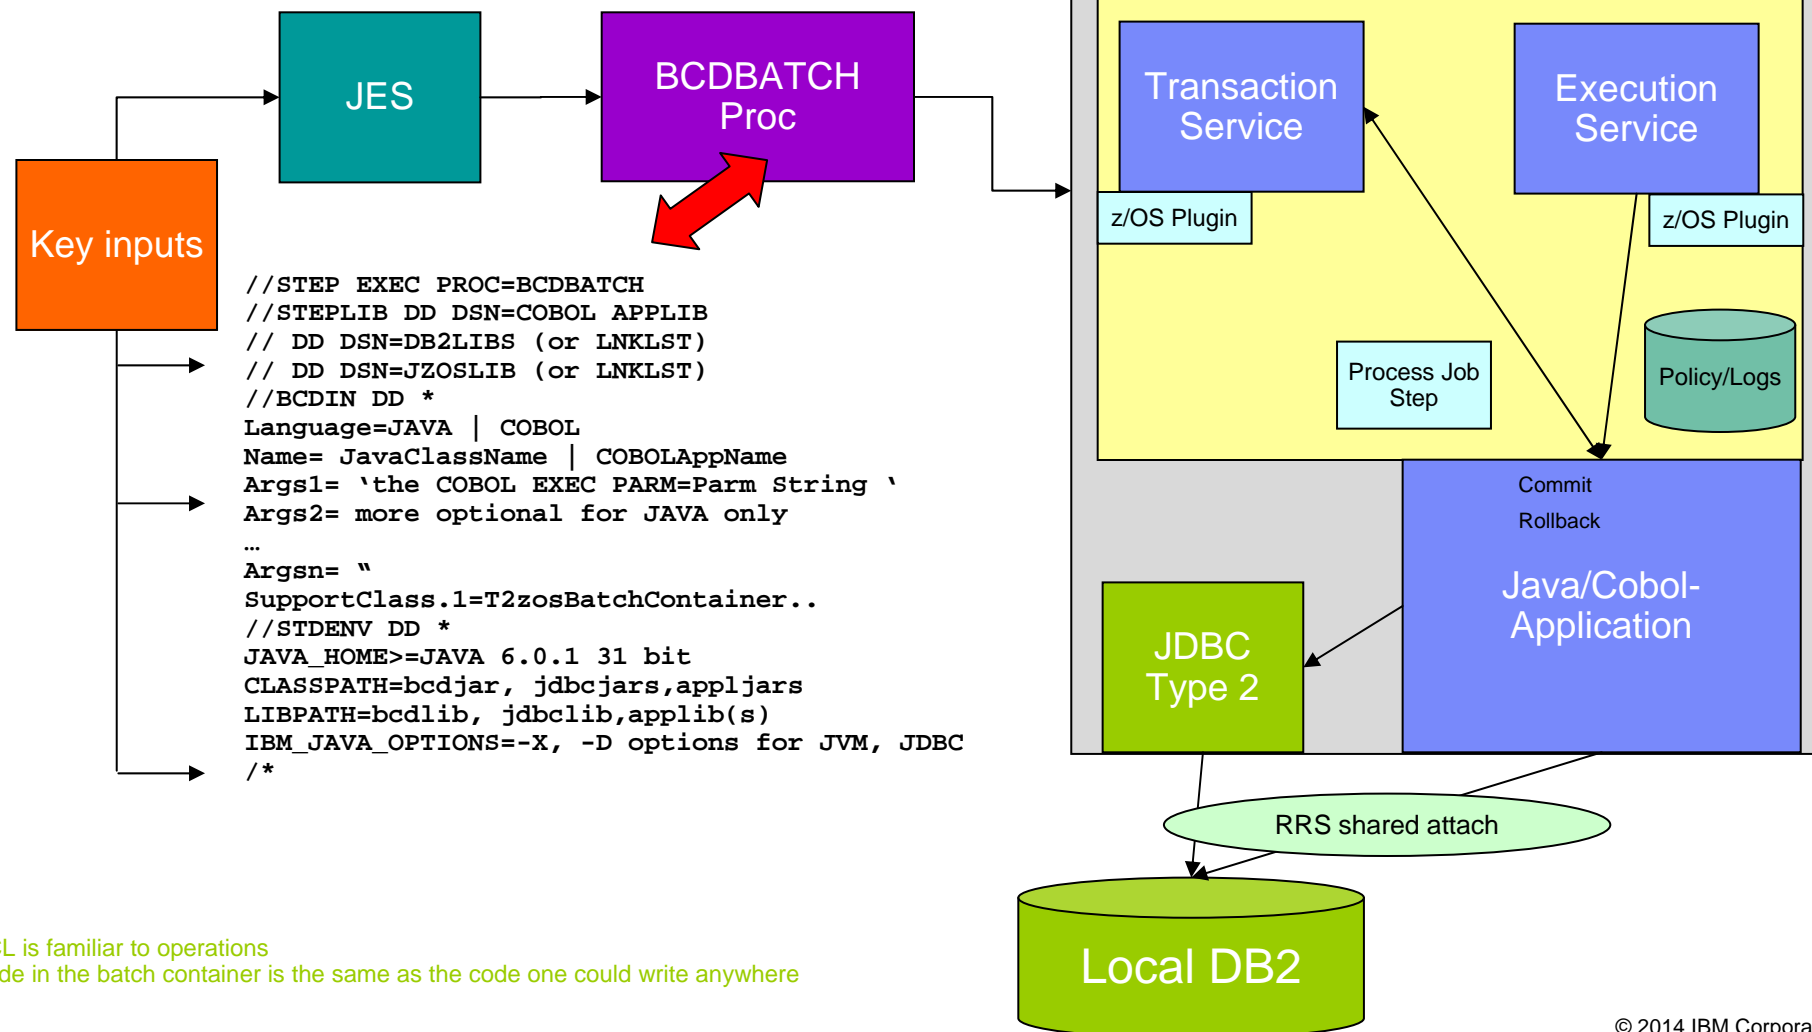 JES
BCDBATCH
Proc
Transaction
Service
Execution
Service
z/OS Plugin
z/OS Plugin
Key inputs
//STEP EXEC PROC=BCDBATCH
//STEPLIB DD DSN=COBOL APPLIB
// DD DSN=DB2LIBS (or LNKLST)
// DD DSN=JZOSLIB (or LNKLST)
//BCDIN DD *
Language=JAVA | COBOL
Name= JavaClassName | COBOLAppName
Args1= ‘the COBOL EXEC PARM=Parm String ‘
Args2= more optional for JAVA only
…
Argsn= “
SupportClass.1=T2zosBatchContainer..
//STDENV DD *
JAVA_HOME>=JAVA 6.0.1 31 bit
CLASSPATH=bcdjar, jdbcjars,appljars
LIBPATH=bcdlib, jdbclib,applib(s)
IBM_JAVA_OPTIONS=-X, -D options for JVM, JDBC
/*
Process Job
Step
Policy/Logs
Commit
Rollback
Java/Cobol-
Application
JDBC
Type 2
RRS shared attach
Local DB2
CL is familiar to operations
de in the batch container is the same as the code one could write anywhere
© 2014 IBM Corpora